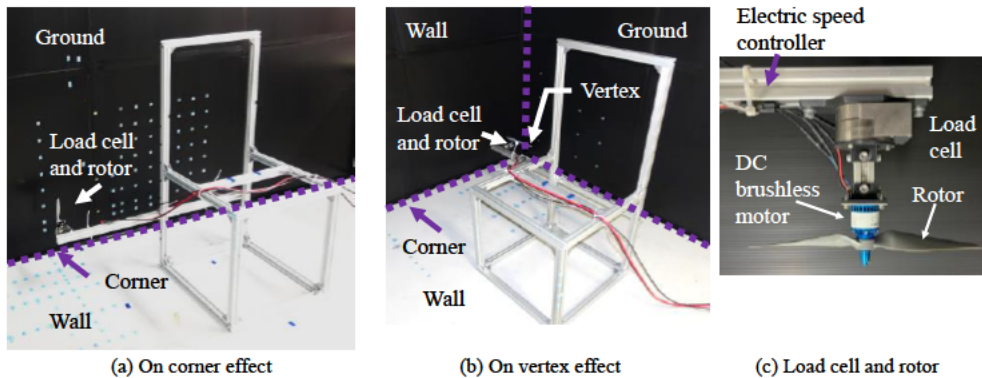 Ground
Load cell
and rotor
Corner
Wall
(a) On corner effect
Wall
Ground
Vertex
Load cell
and rotor
Corner
Wall
(b) On vertex effect
Electric speed
controller
Load
cell
DC
brushless
motor
Rotor
(c) Load cell and rotor